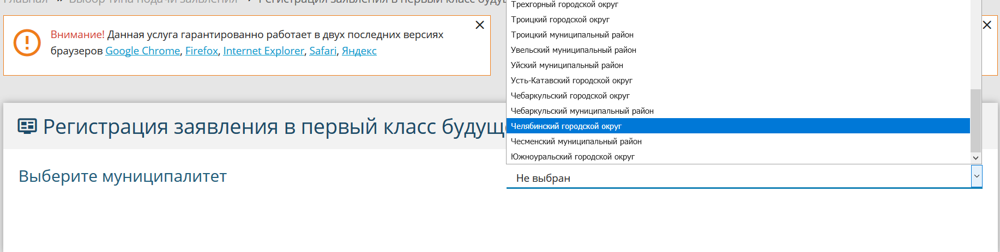 Главная » Выбор типа подачи заявления › Регистрация заявления в первый класс
Внимание! Данная услуга гарантированно работает в двух последних версиях
браузеров Google Chrome, Firefox, Internet Explorer, Safari, Яндекс
Трехгорный городской округ
Троицкий городской округ
Троицкий муниципальный район
Увельский муниципальный район
Уйский муниципальный район
Усть-Катавский городской округ
Чебаркульский городской округ
Чебаркульский муниципальный район
Челябинский городской округ
Чесменский муниципальный район
Южноуральский городской округ
Регистрация заявления в первый класс будущ
Выберите муниципалитет
Не выбран